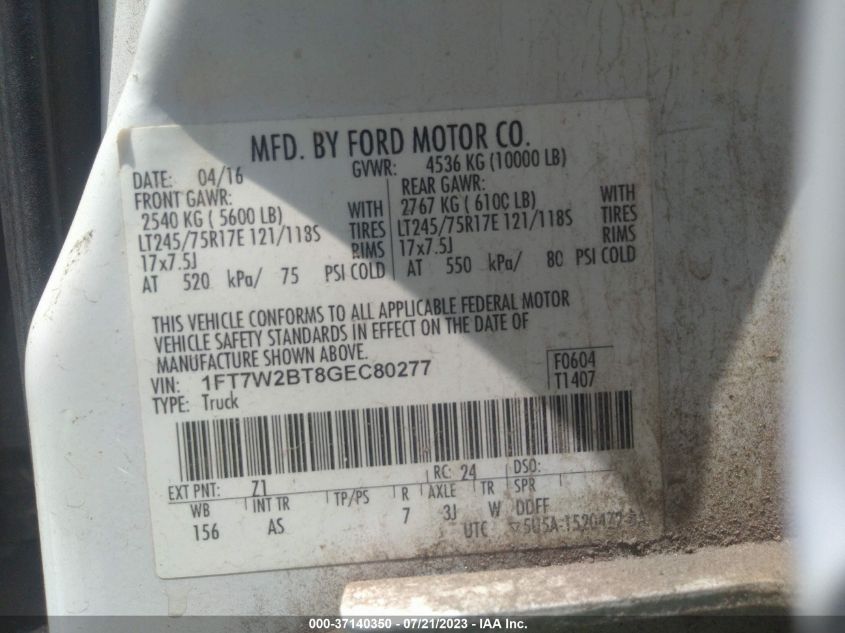 MFD. BY FORD MOTOR CO.
DATE: 04/16 GVWR: 4536 KG (10000 LB)
FRONT GAWR: REAR GAWR:
2540 KG ( 5600 LB) WITH 2767 KG ( 6100 LB) WITH
LT245/75R17E 121/118S TIRES LT245/75R17E 121/118S TIRES
17x7.5J RIMS 17x7.5J RIMS
AT 520 kPa/ 75 PSI COLD AT 550 kPa/ 80 PSI COLD
THIS VEHICLE CONFORMS TO ALL APPLICABLE FEDERAL MOTOR
VEHICLE SAFETY STANDARDS IN EFFECT ON THE DATE OF
MANUFACTURE SHOWN ABOVE.
VIN: 1FT7W2BT8GEC80277 F0604
TYPE: Truck T1407
EXT PNT: Z1 RC: 24 DSO:
WB INT TR TP/PS R AXLE TR SPR
156 AS 7 3J W DDFF
UTC
000-37140350 - 07/21/2023 - IAA Inc.